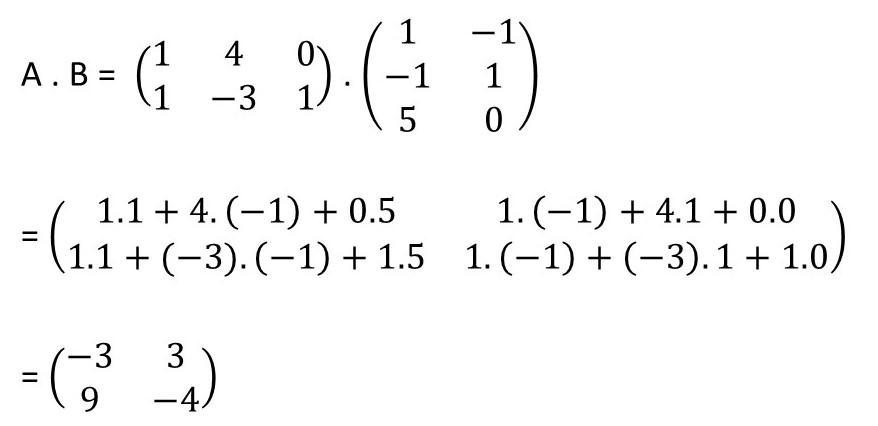 A . B = (1 4 0 1 −3 1) . (1 −1 −1 1 5 0)
= (1.1 + 4. (−1) + 0.5 1. (−1) + 4.1 + 0.0
1.1 + (−3). (−1) + 1.5 1. (−1) + (−3). 1 + 1.0)
= (−3 3
9 −4)